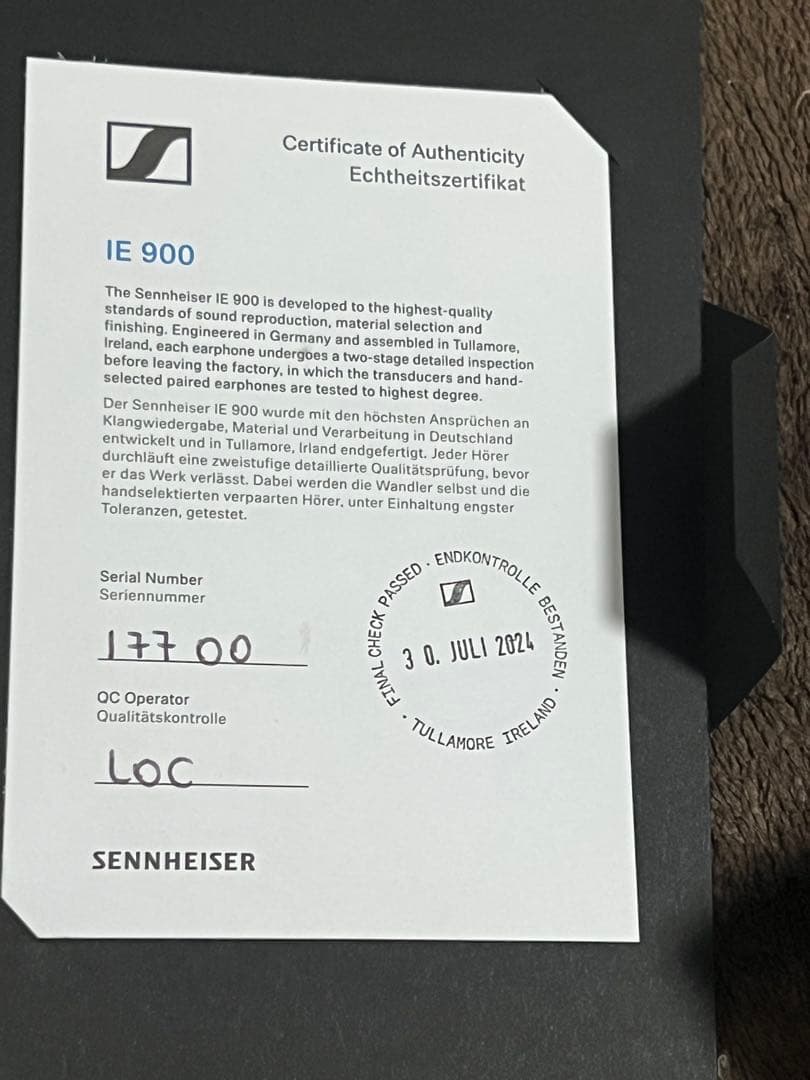 Certificate of Authenticity
Echtheitszertifikat
IE 900
The Sennheiser IE 900 is developed to the highest-quality
standards of sound reproduction, material selection and
finishing. Engineered in Germany and assembled in Tullamore,
Ireland, each earphone undergoes a two-stage detailed inspection
before leaving the factory, in which the transducers and hand-
selected paired earphones are tested to highest degree.
Der Sennheiser IE 900 wurde mit den höchsten Ansprüchen an
Klangwiedergabe, Material und Verarbeitung in Deutschland
entwickelt und in Tullamore, Irland endgefertigt. Jeder Hörer
durchläuft eine zweistufige detaillierte Qualitätsprüfung, bevor
er das Werk verlässt. Dabei werden die Wandler selbst und die
handselektierten verpaarten Hörer, unter Einhaltung engster
Toleranzen, getestet.
Serial Number
Seriennummer
17700
QC Operator
Qualitätskontrolle
LOC
FINAL CHECK PASSED · ENDKONTROLLE BESTANDEN ·
30. JULI 2024
TULLAMORE IRELAND ·
SENNHEISER